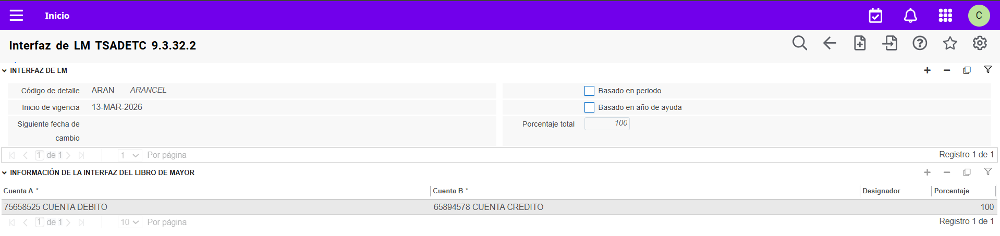 Inicio
C
Interfaz de LM TSADETC 9.3.32.2
INTERFAZ DE LM
Código de detalle ARAN ARANCEL
Basado en periodo
Inicio de vigencia 13-MAR-2026
Basado en año de ayuda
Siguiente fecha de cambio
Porcentaje total 100
1 de 1 1 Por página Registro 1 de 1
INFORMACIÓN DE LA INTERFAZ DEL LIBRO DE MAYOR
Cuenta A * Cuenta B * Designador Porcentaje
75658525 CUENTA DEBITO 65894578 CUENTA CREDITO 100
1 de 1 10 Por página Registro 1 de 1